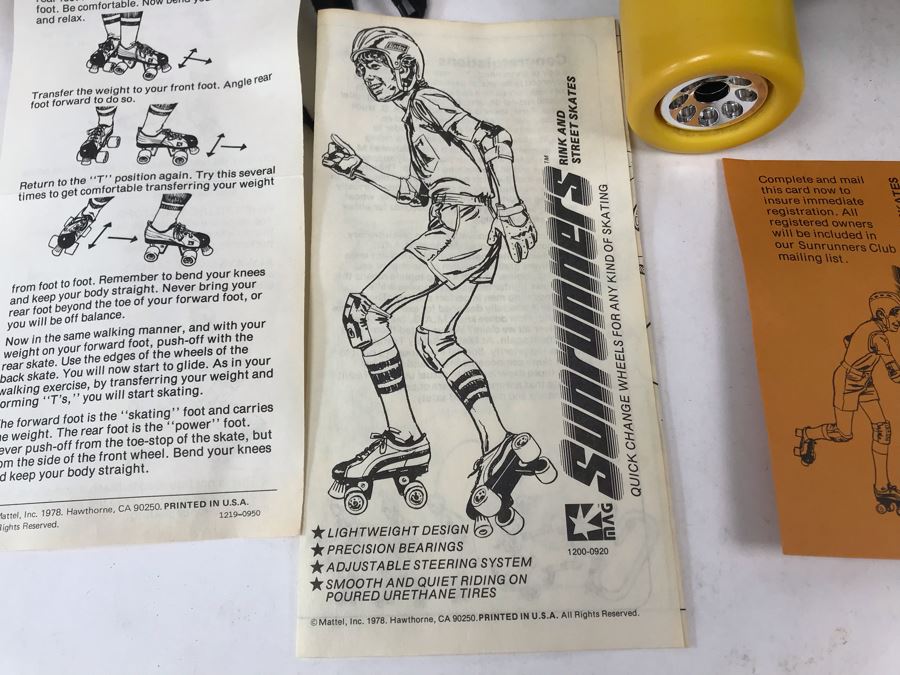 foot. Be comfortable. Now bend
and relax.
Transfer the weight to your front foot. Angle rear
foot forward to do so.
Return to the "T" position again. Try this several
times to get comfortable transferring your weight
from foot to foot. Remember to bend your knees
and keep your body straight. Never bring your
rear foot beyond the toe of your forward foot, or
you will be off balance.
Now in the same walking manner, and with your
weight on your forward foot, push-off with the
rear skate. Use the edges of the wheels of the
back skate. You will now start to glide. As in your
walking exercise, by transferring your weight and
orming "T's," you will start skating.
he forward foot is the "skating" foot and carries
e weight. The rear foot is the "power" foot.
ever push-off from the toe-stop of the skate, but
om the side of the front wheel. Bend your knees
d keep your body straight.
Mattel, Inc. 1978. Hawthorne, CA 90250. PRINTED IN U.S.A.
Rights Reserved.
1219-0950
Sunrunners™
RINK AND
STREET SKATES
QUICK CHANGE WHEELS FOR ANY KIND OF SKATING
MAG
1200-0920
★ LIGHTWEIGHT DESIGN
★ PRECISION BEARINGS
★ ADJUSTABLE STEERING SYSTEM
★ SMOOTH AND QUIET RIDING ON
POURED URETHANE TIRES
© Mattel, Inc. 1978. Hawthorne, CA 90250. PRINTED IN U.S.A. All Rights Reserved.
Complete and mail
this card now to
insure immediate
registration. All
registered owners
will be included in
our Sunrunners Club
mailing list.
KATES